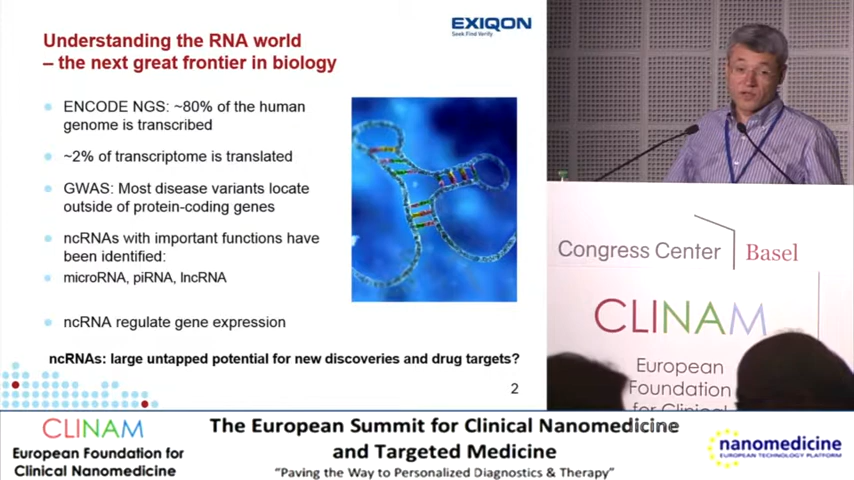 Understanding the RNA world
– the next great frontier in biology
EXIQON
Seek Find Verify
ENCODE NGS: ~80% of the human
genome is transcribed
~2% of transcriptome is translated
GWAS: Most disease variants locate
outside of protein-coding genes
ncRNAs with important functions have
been identified:
microRNA, piRNA, lncRNA
ncRNA regulate gene expression
ncRNAs: large untapped potential for new discoveries and drug targets?
2
Congress Center Basel
CLINAM
European
Foundation
for Clinical
CLINAM
European Foundation for
Clinical Nanomedicine
The European Summit for Clinical Nanomedicine
and Targeted Medicine
"Paving the Way to Personalized Diagnostics & Therapy"
nanomedicine
EUROPEAN TECHNOLOGY PLATFORM